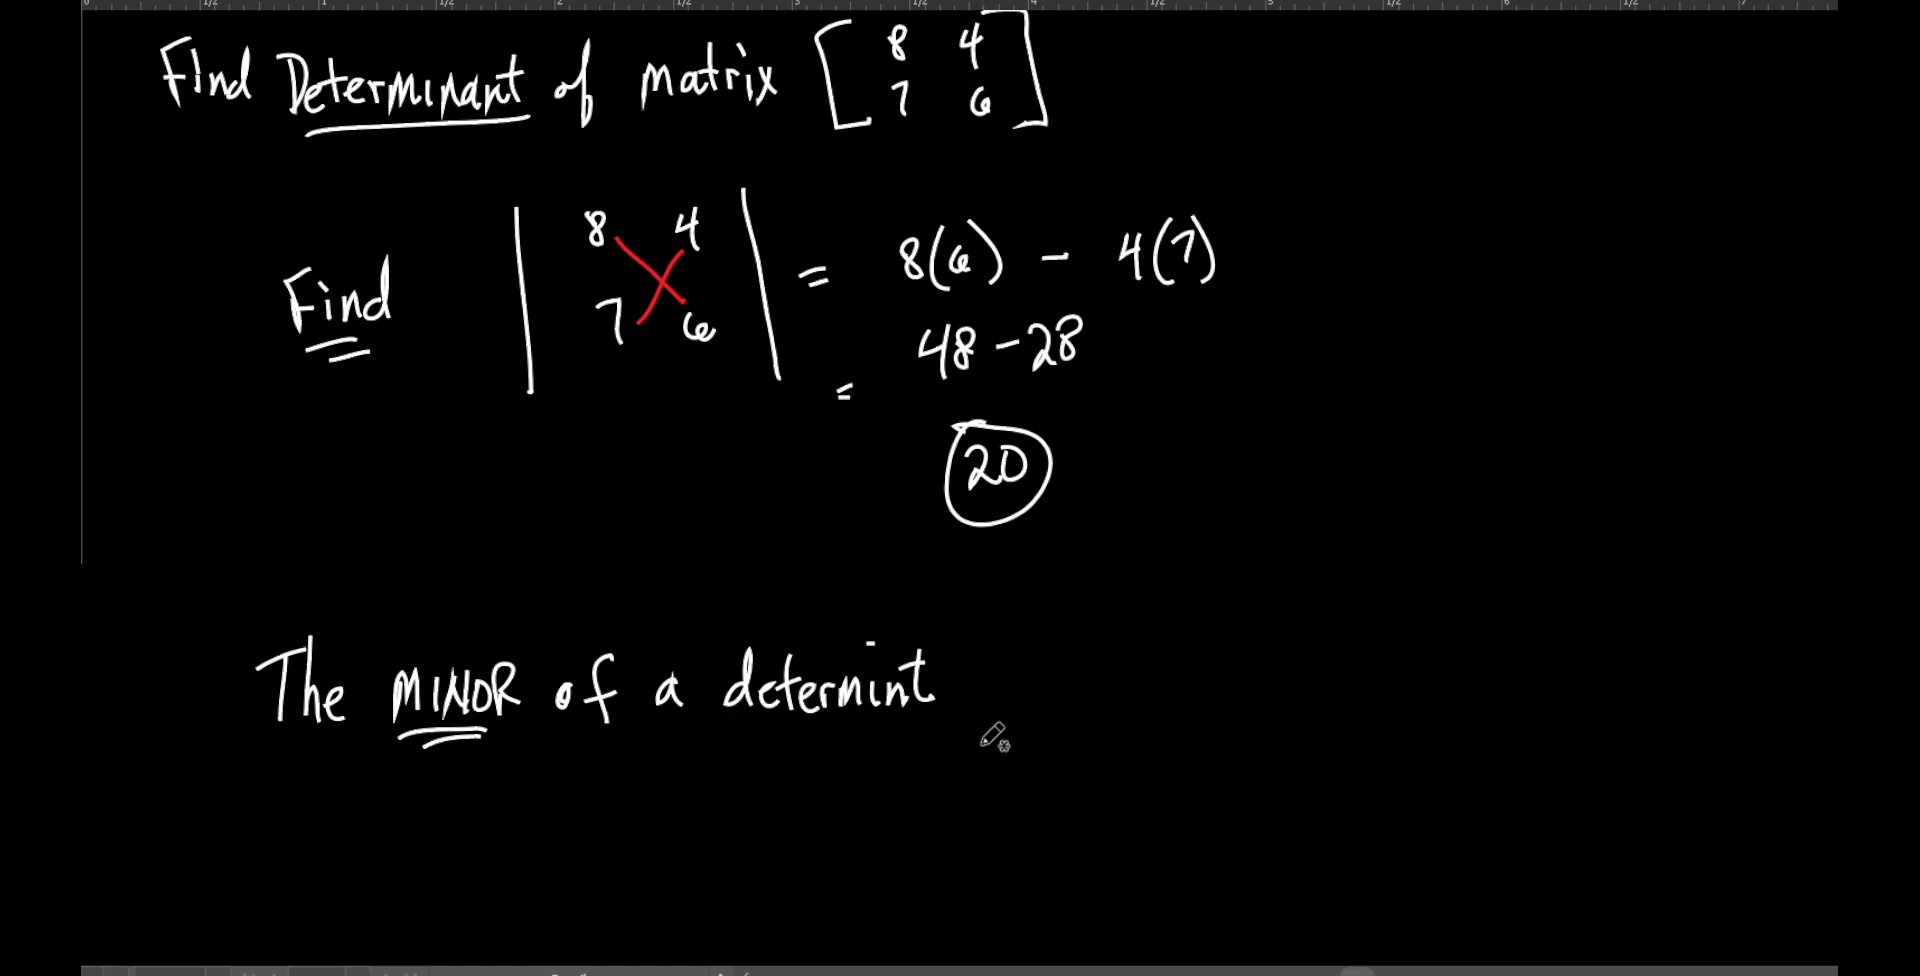 Find Determinant of matrix [ 8 4
7 6 ]
Find | 8 4
7 6 | = 8(6) - 4(7)
= 48 - 28
20
The MINOR of a determint